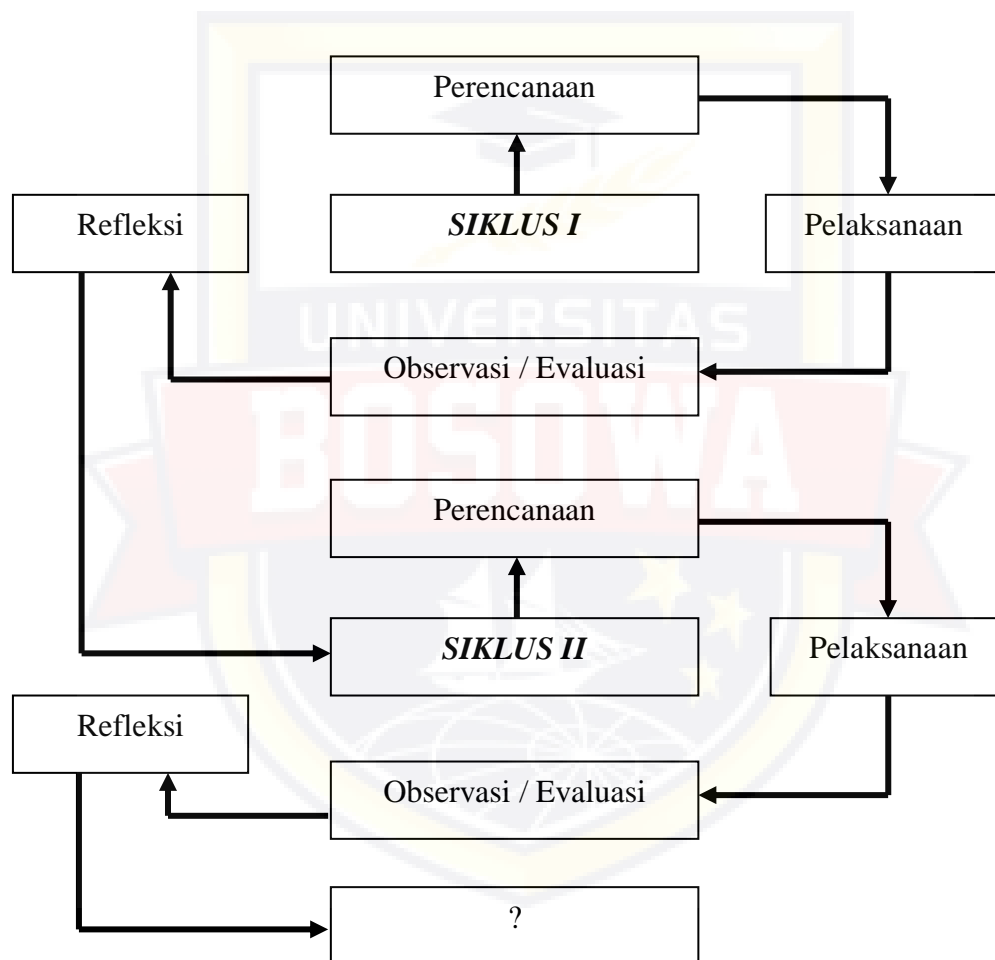 Perencanaan
Refleksi
SIKLUS I
Pelaksanaan
UNIVERSITAS
Observasi / Evaluasi
BOSOWA
Perencanaan
SIKLUS II
Pelaksanaan
Refleksi
Observasi / Evaluasi
?